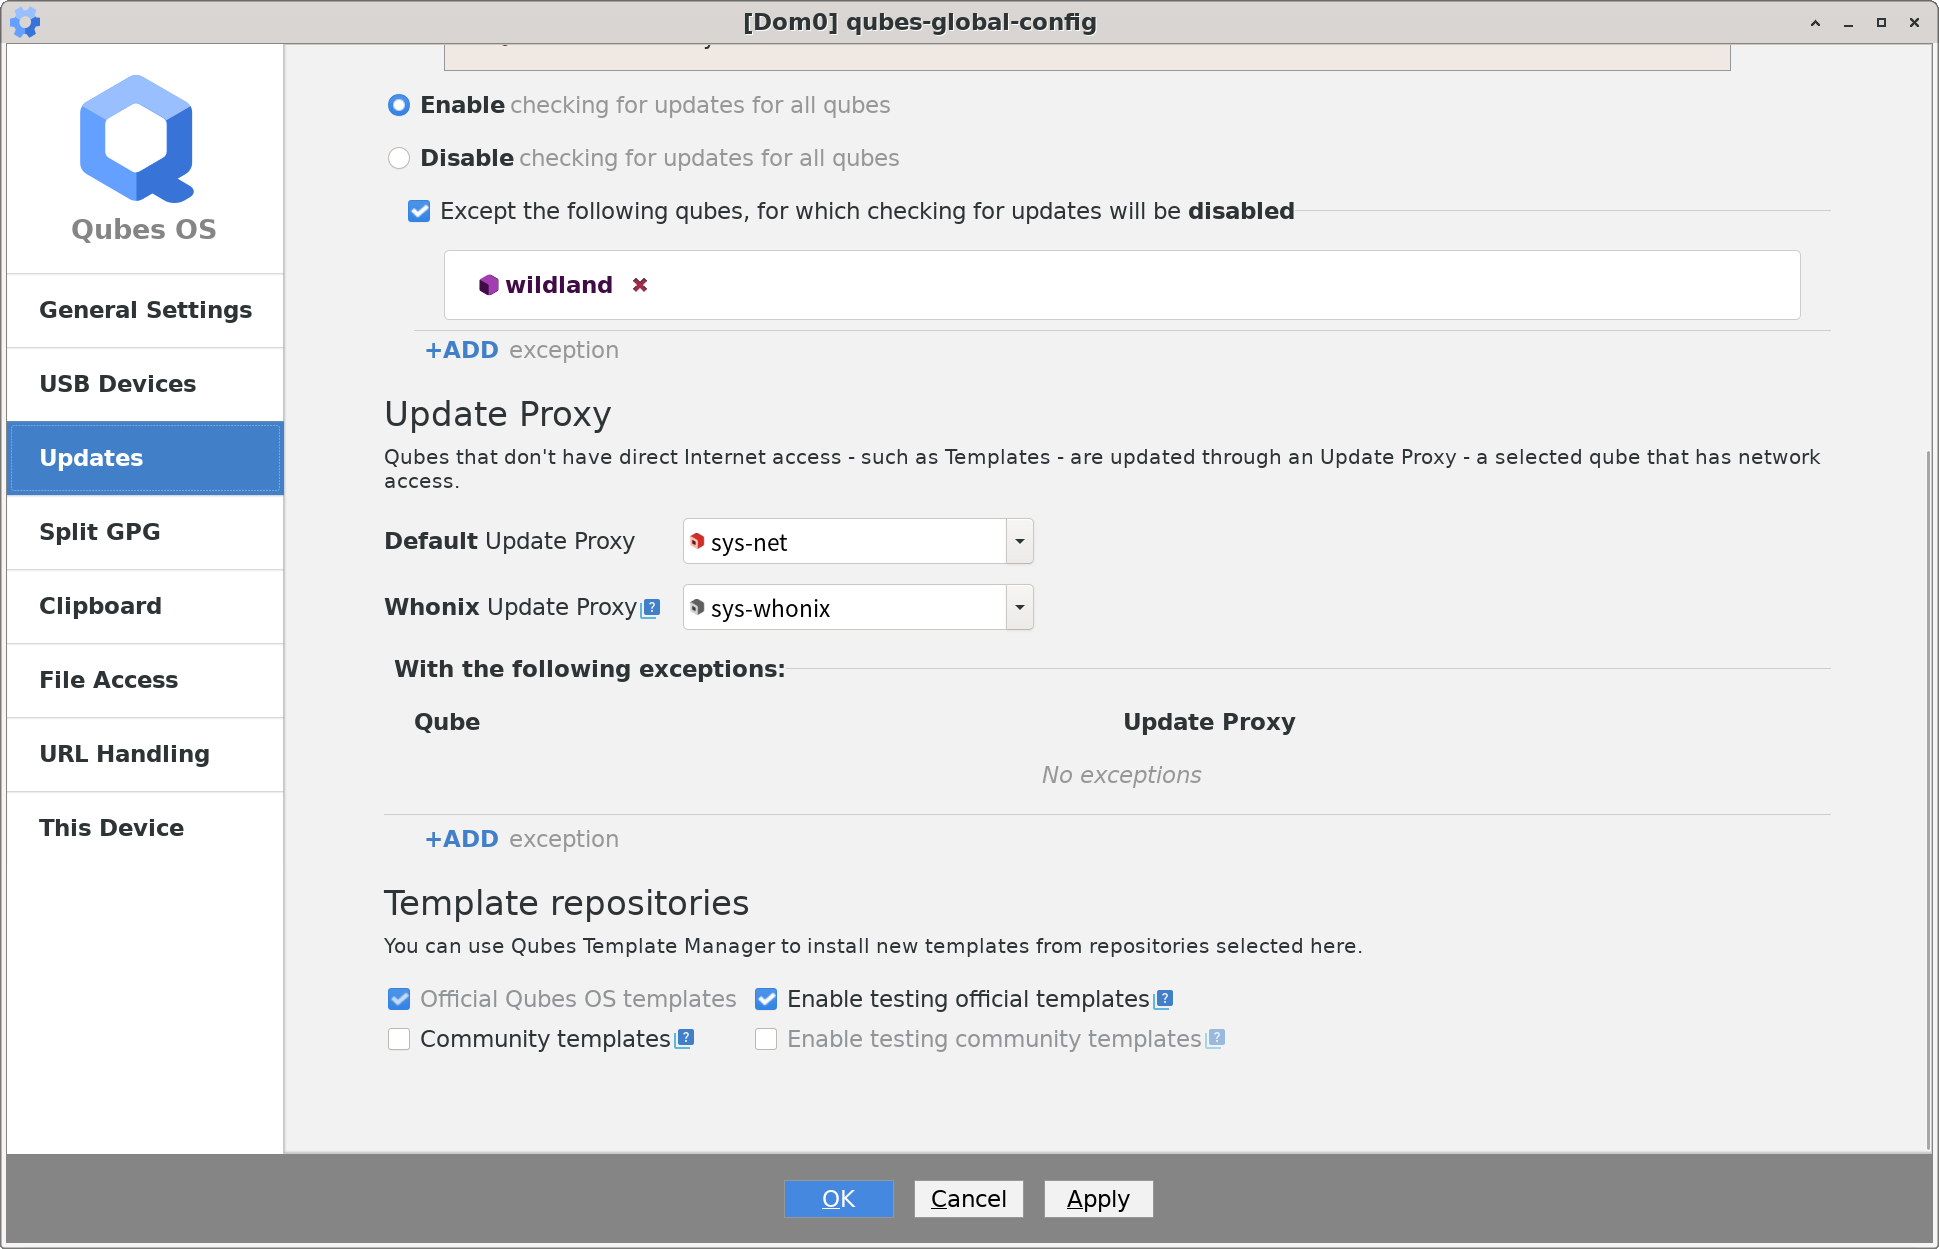 [Dom0] qubes-global-config
Qubes OS
General Settings
USB Devices
Updates
Split GPG
Clipboard
File Access
URL Handling
This Device
Enable checking for updates for all qubes
Disable checking for updates for all qubes
Except the following qubes, for which checking for updates will be disabled
wildland
+ADD exception
Update Proxy
Qubes that don't have direct Internet access - such as Templates - are updated through an Update Proxy - a selected qube that has network
access.
Default Update Proxy sys-net
Whonix Update Proxy ? sys-whonix
With the following exceptions:
Qube Update Proxy
No exceptions
+ADD exception
Template repositories
You can use Qubes Template Manager to install new templates from repositories selected here.
Official Qubes OS templates Enable testing official templates ?
Community templates ? Enable testing community templates ?
OK Cancel Apply